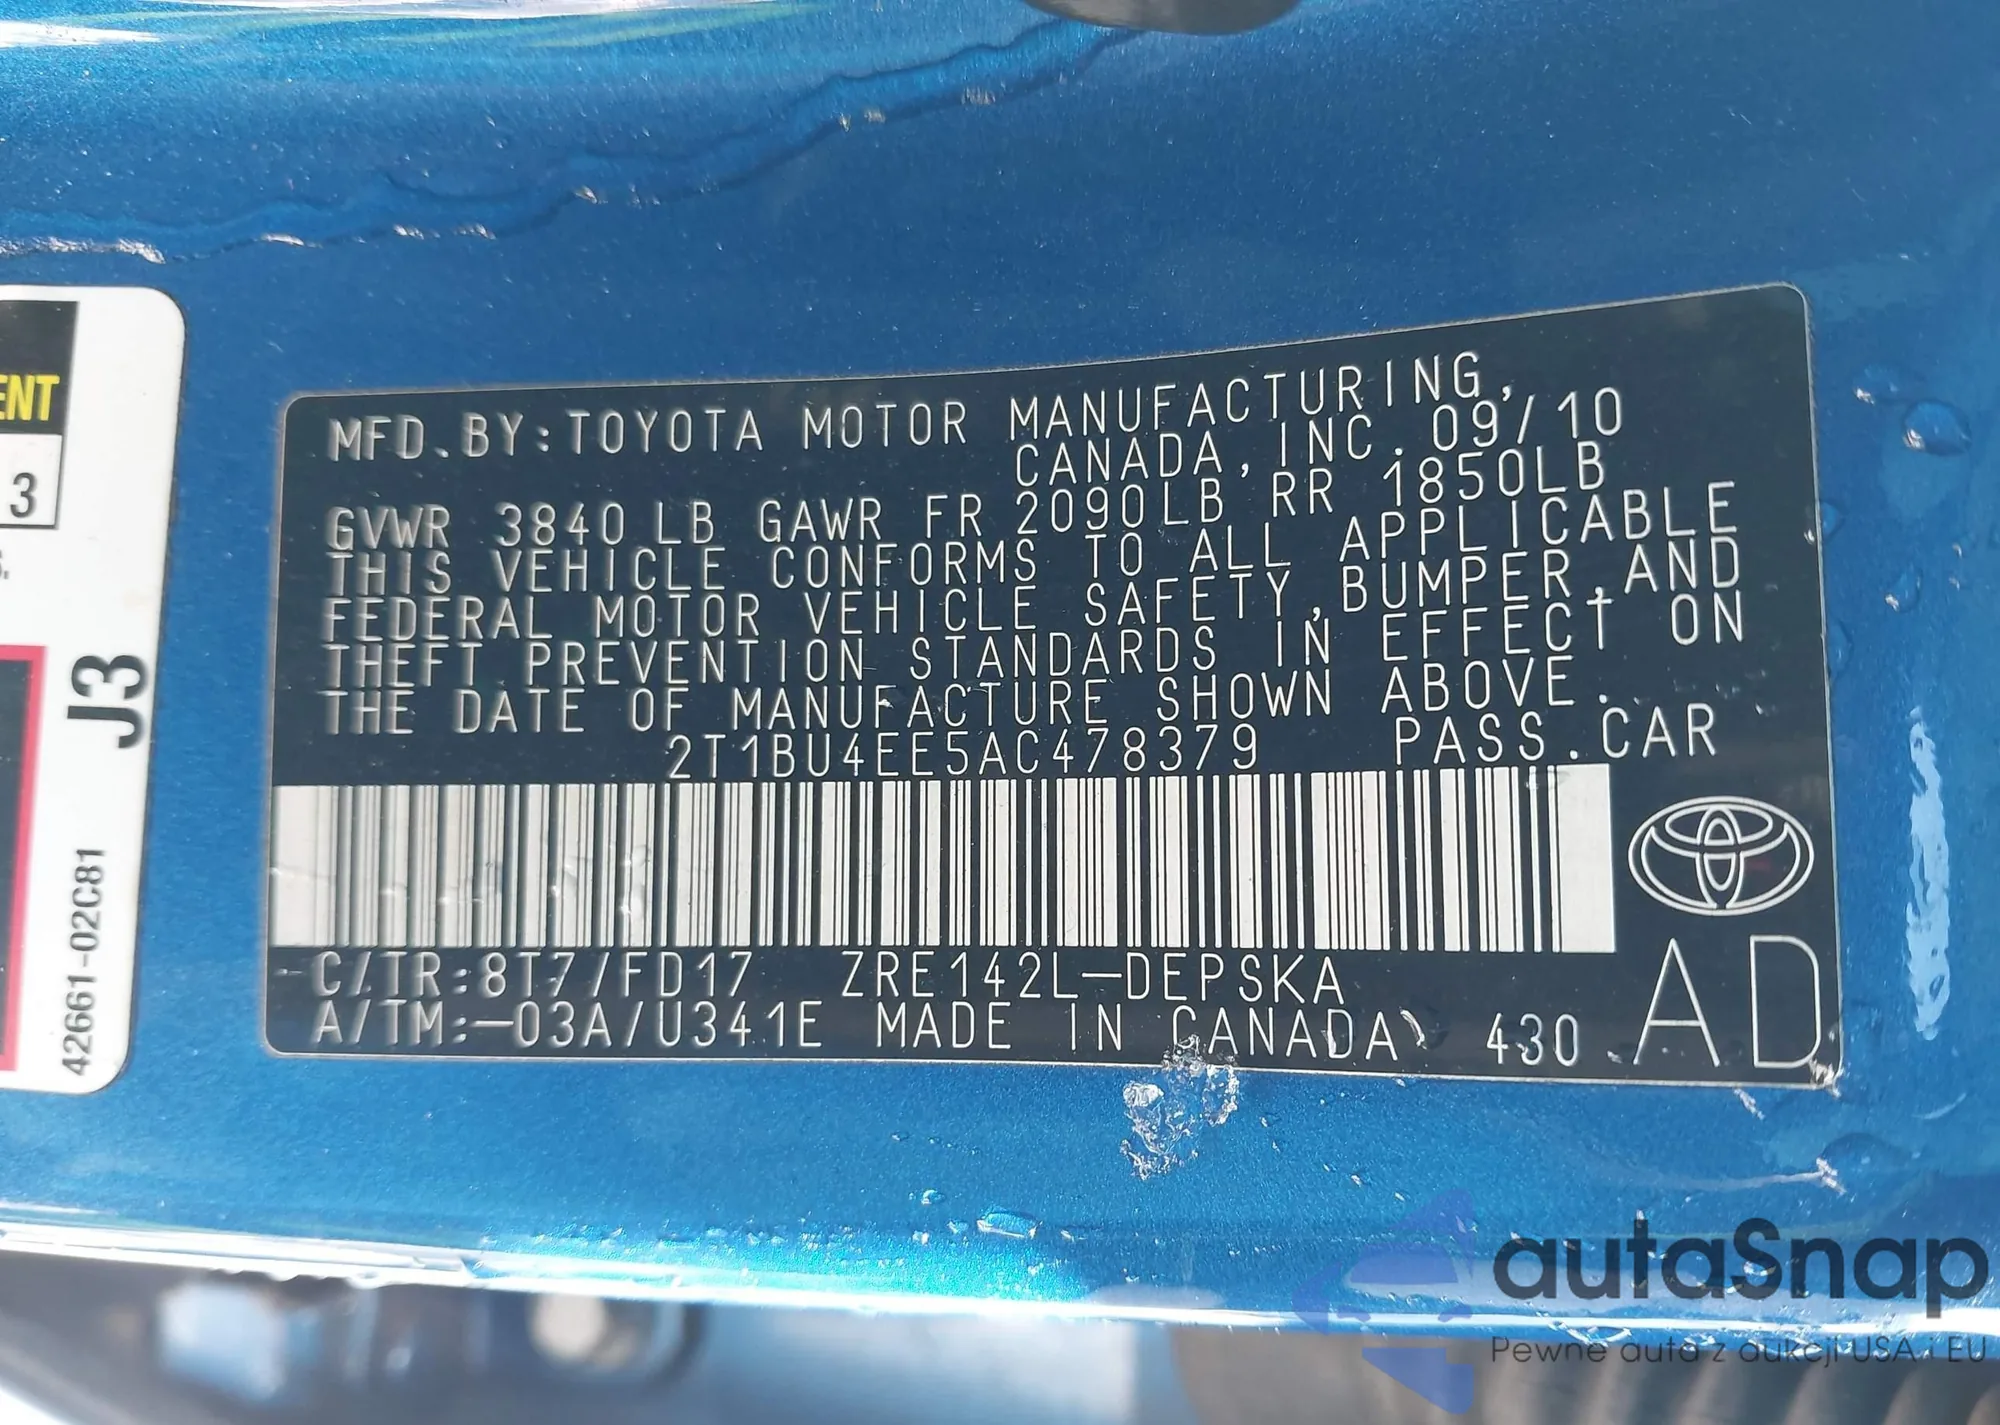 ENT
3
S.
J3
42661-02C81
MFD.BY:TOYOTA MOTOR MANUFACTURING,
CANADA,INC.09/10
GVWR 3840 LB GAWR FR 2090LB RR 1850LB
THIS VEHICLE CONFORMS TO ALL APPLICABLE
FEDERAL MOTOR VEHICLE SAFETY,BUMPER,AND
THEFT PREVENTION STANDARDS IN EFFECT ON
THE DATE OF MANUFACTURE SHOWN ABOVE.
2T1BU4EE5AC478379 PASS.CAR
C/TR:8T7/FD17 ZRE142L-DEPSKA
A/TM:-03A/U341E MADE IN CANADA 430
AD
autaSnap
Pewne auta z aukcji USA i EU